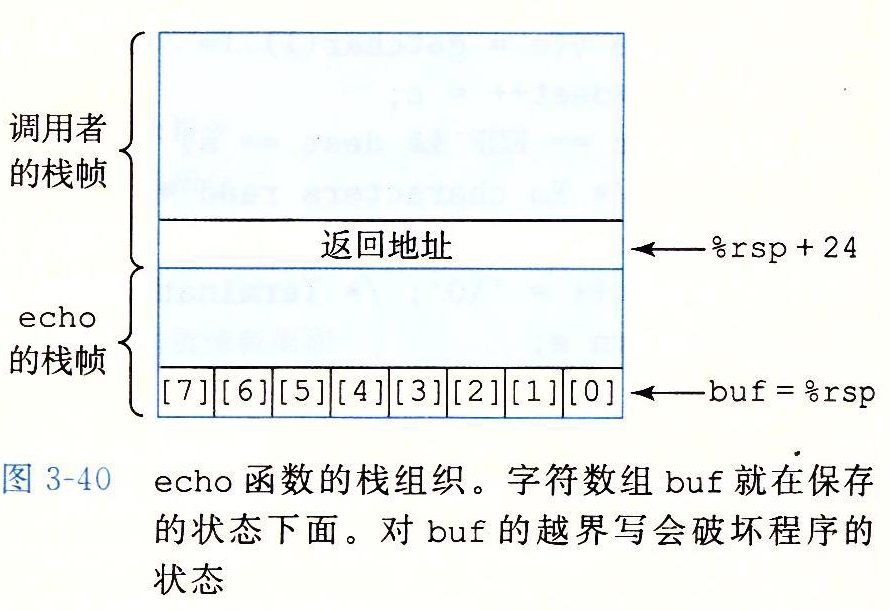 调用者
的栈帧
返回地址
%rsp + 24
echo
的栈帧
[7] [6] [5] [4] [3] [2] [1] [0]
buf = %rsp
图 3-40 echo 函数的栈组织。字符数组 buf 就在保存
的状态下面。对 buf 的越界写会破坏程序的
状态